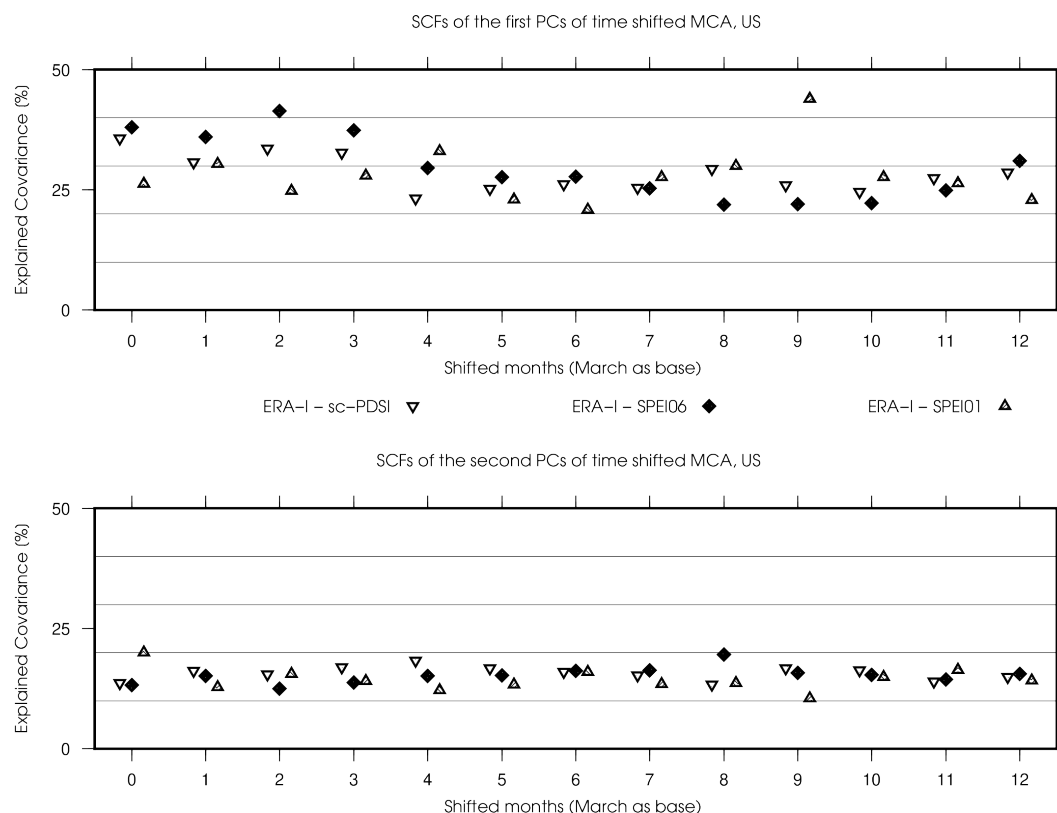 SCFs of the first PCs of time shifted MCA, US
Explained Covariance (%)
50
25
0
0 1 2 3 4 5 6 7 8 9 10 11 12
Shifted months (March as base)
ERA-I - sc-PDSI ERA-I - SPEI06 ERA-I - SPEI01
SCFs of the second PCs of time shifted MCA, US
Explained Covariance (%)
50
25
0
0 1 2 3 4 5 6 7 8 9 10 11 12
Shifted months (March as base)